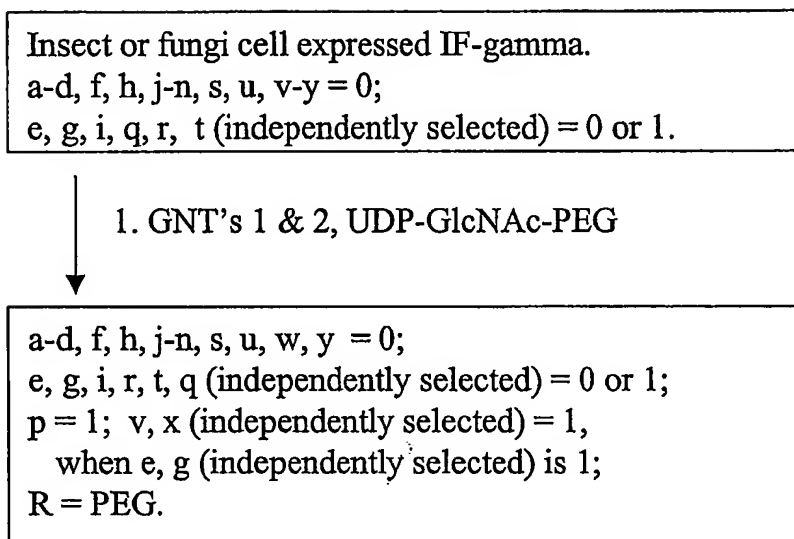 Insect or fungi cell expressed IF-gamma.
a-d, f, h, j-n, s, u, v-y = 0;
e, g, i, q, r, t (independently selected) = 0 or 1.
1. GNT's 1 & 2, UDP-GlcNAc-PEG
a-d, f, h, j-n, s, u, w, y = 0;
e, g, i, r, t, q (independently selected) = 0 or 1;
p = 1; v, x (independently selected) = 1,
when e, g (independently selected) is 1;
R = PEG.